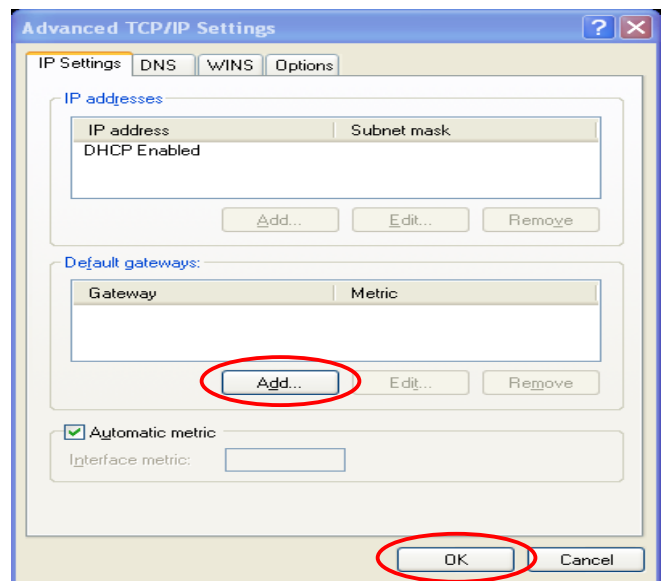 Advanced TCP/IP Settings
IP Settings DNS WINS Options
IP addresses
IP address Subnet mask
DHCP Enabled
Add... Edit... Remove
Default gateways:
Gateway Metric
Add... Edit... Remove
Automatic metric
Interface metric:
OK Cancel